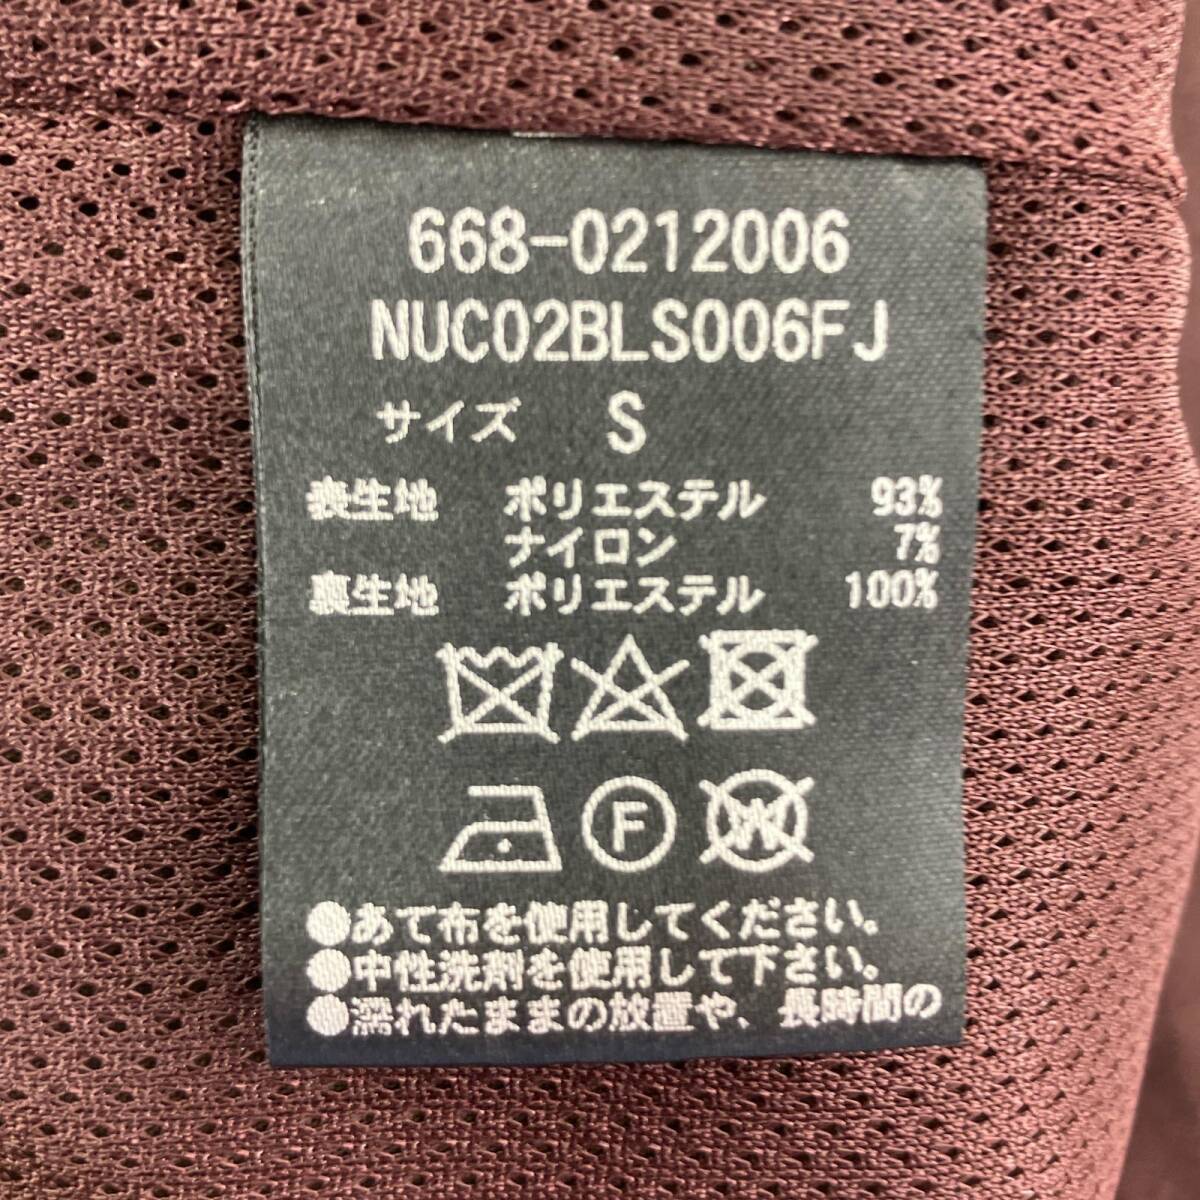 668-0212006
NUC02BLS006FJ
サイズ S
表生地 ポリエステル 93%
ナイロン 7%
裏生地 ポリエステル 100%
F W
●あて布を使用してください。
●中性洗剤を使用して下さい。
●濡れたままの放置や、長時間の